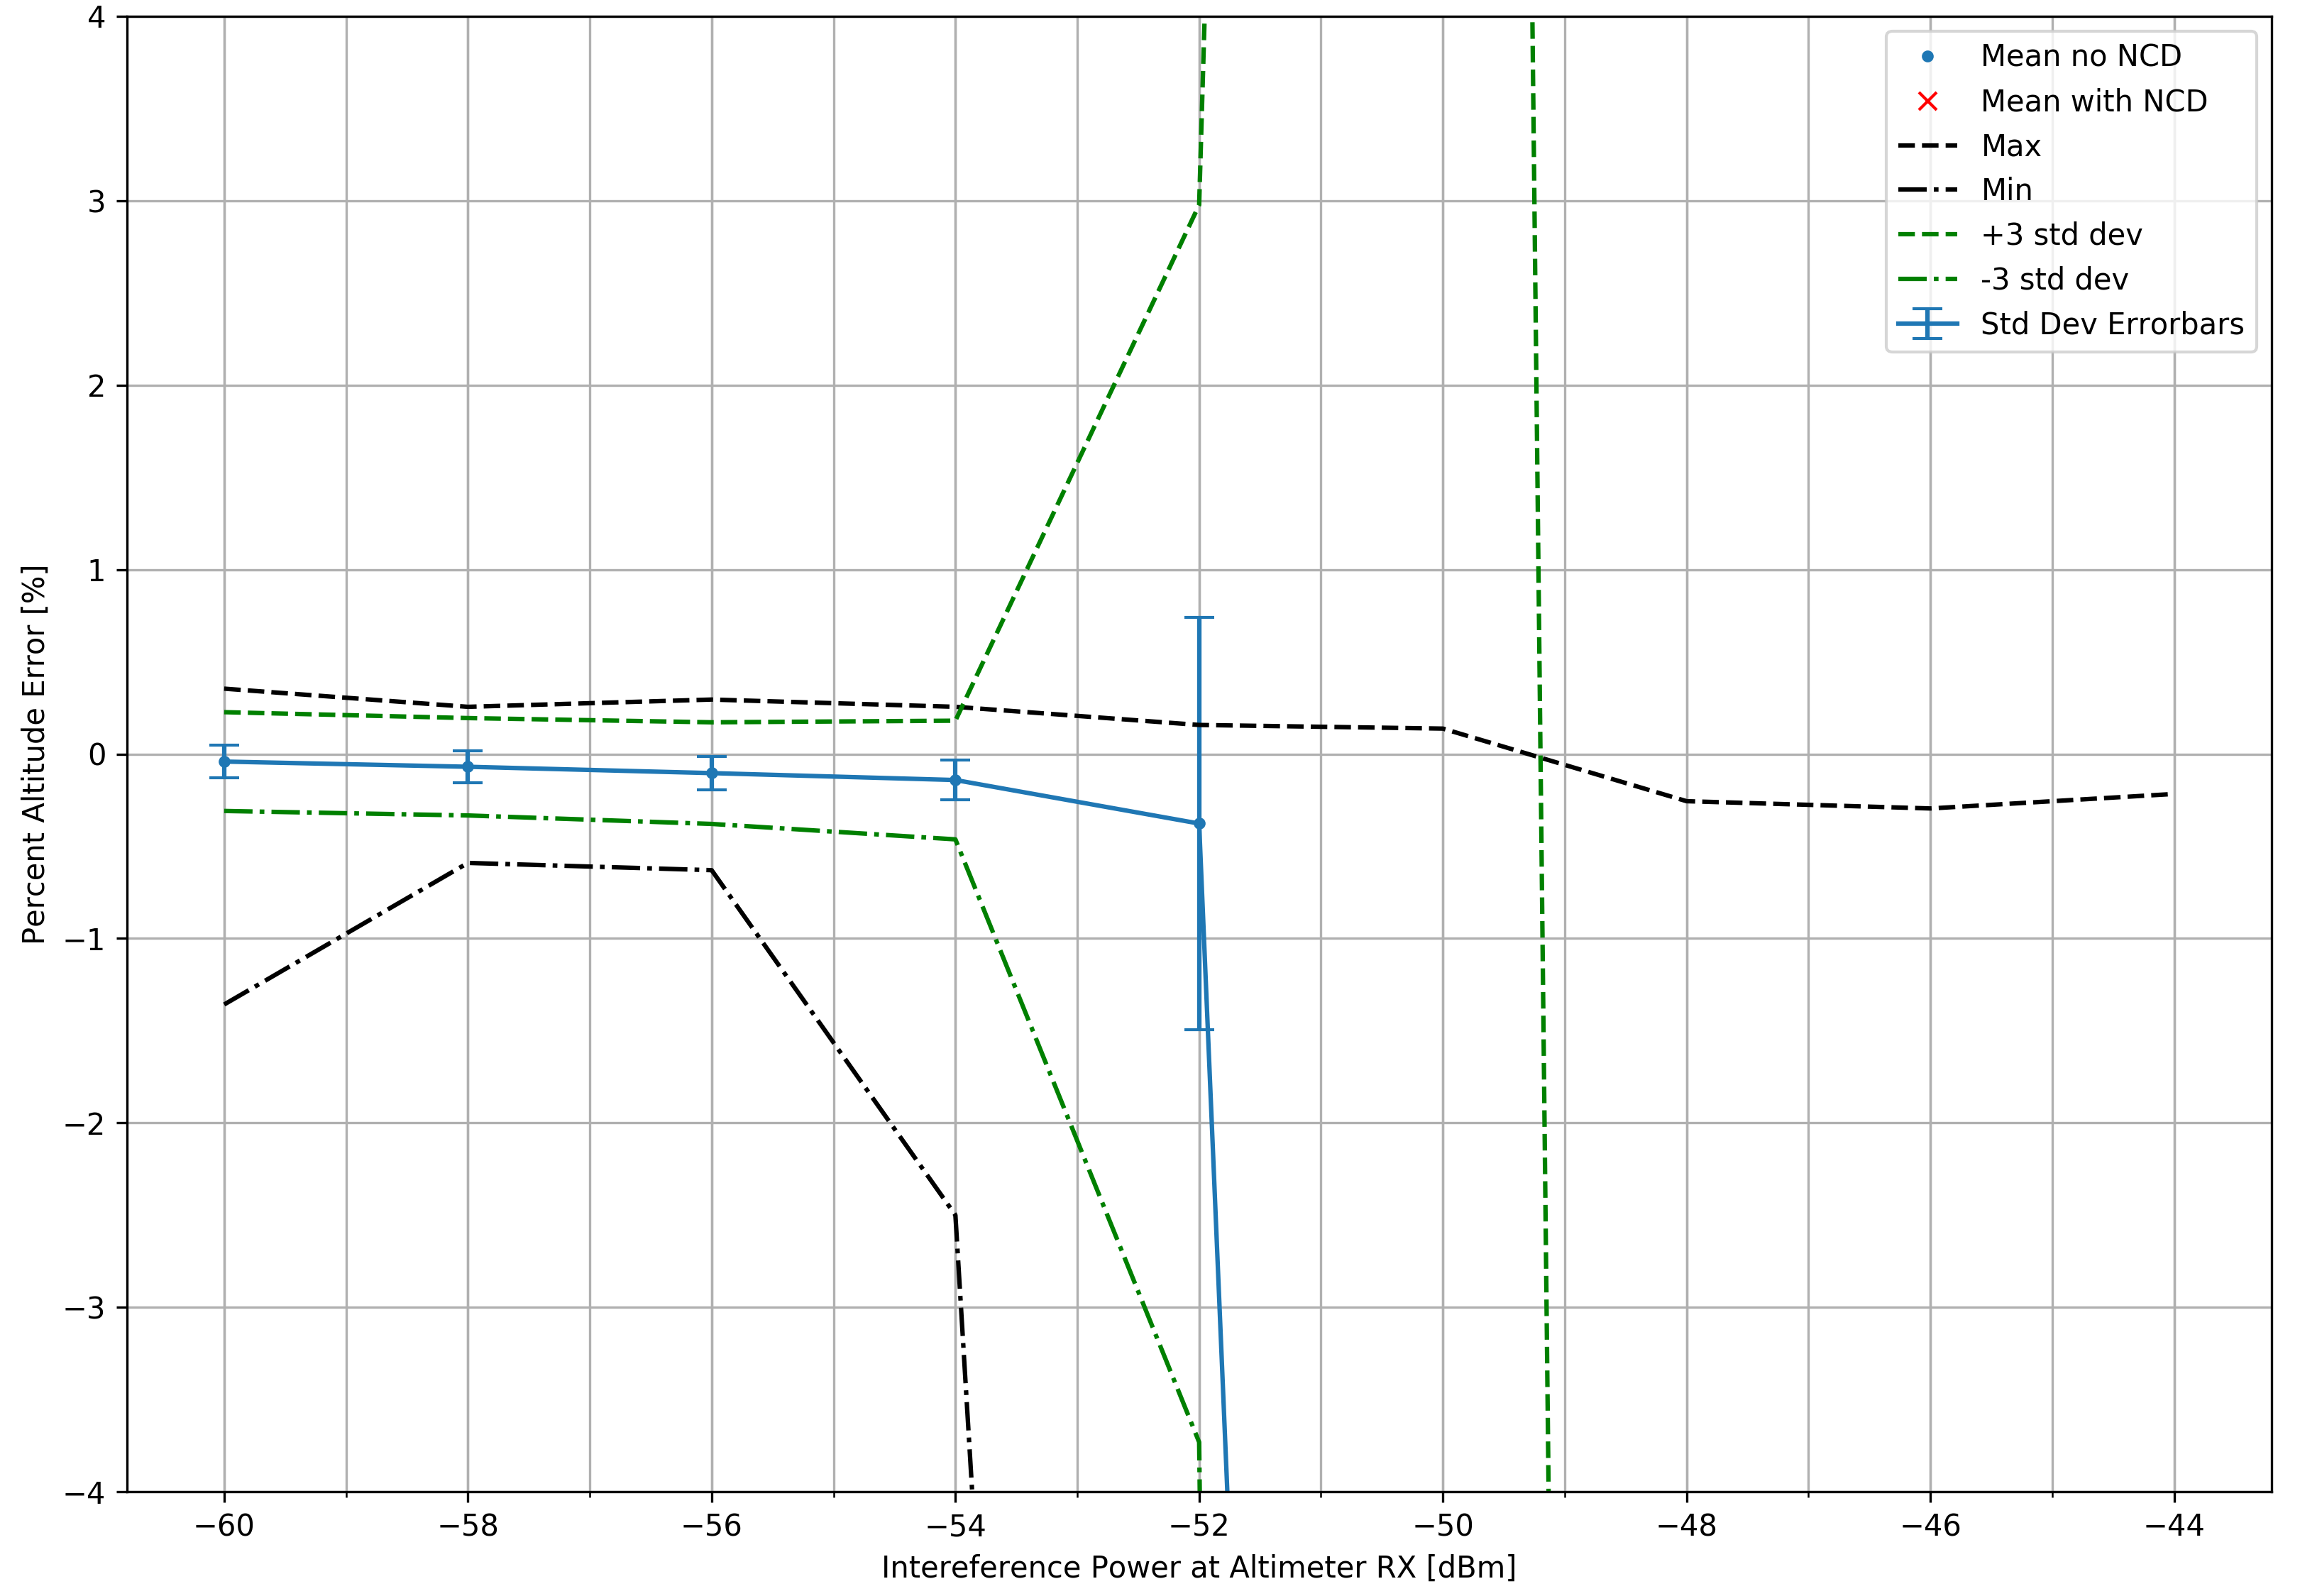 4
3
2
1
0
−1
−2
−3
−4
Percent Altitude Error [%]
Mean no NCD
Mean with NCD
Max
Min
+3 std dev
-3 std dev
Std Dev Errorbars
−60 −58 −56 −54 −52 −50 −48 −46 −44
Intereference Power at Altimeter RX [dBm]